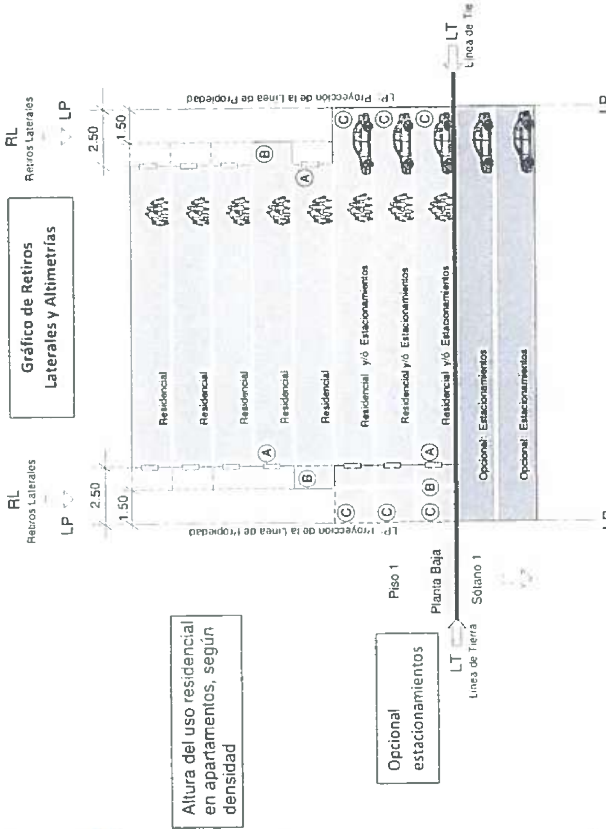 Gráfico de Retiros
Laterales y Altimetrías
RL
Retiros Laterales
LP
2.50
1.50
RL
Retiros Laterales
LP
2.50
1.50
LP: Proyección de la Línea de Propiedad
LP: Proyección de la Línea de Propiedad
Altura del uso residencial
en apartamentos, según
densidad
Residencial
Residencial
Residencial
Residencial
Residencial
Residencial y/ó Estacionamientos
Residencial y/ó Estacionamientos
Residencial y/ó Estacionamientos
Opcional: Estacionamientos
Opcional: Estacionamientos
A
B
C
C
C
B
A
B
A
C
C
C
Piso 1
Planta Baja
Sótano 1
Opcional
estacionamientos
LT
Línea de Tierra
LT
Línea de Tie